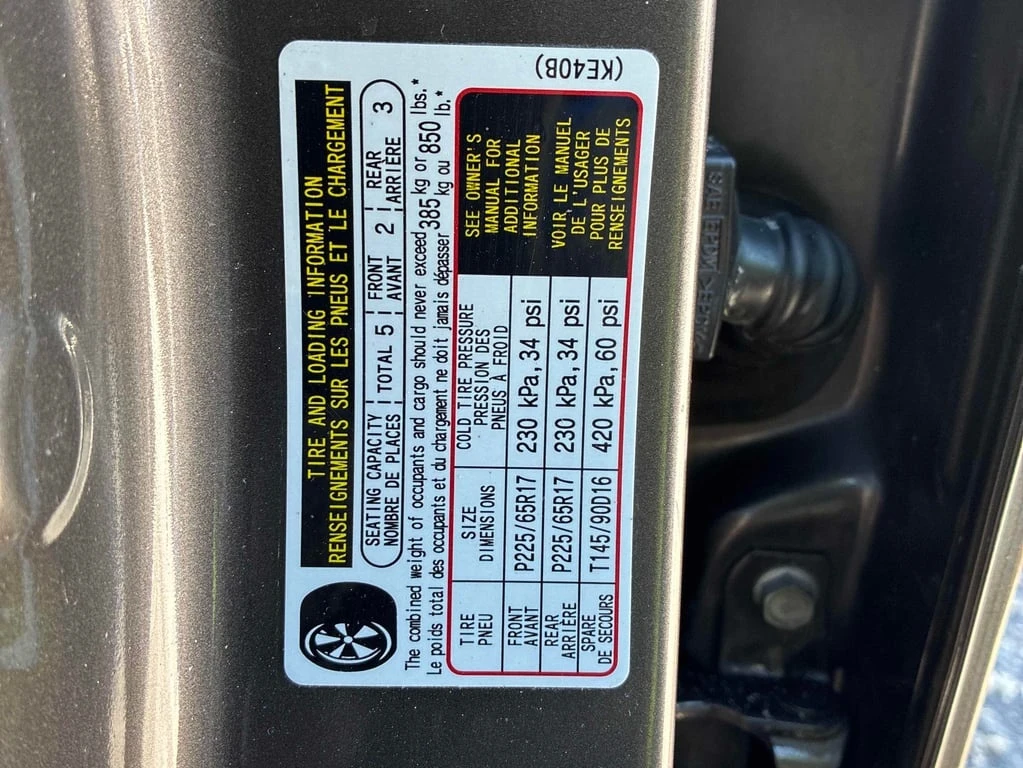 TIRE AND LOADING INFORMATION
RENSEIGNEMENTS SUR LES PNEUS ET LE CHARGEMENT
SEATING CAPACITY TOTAL 5 FRONT 2 REAR 3
NOMBRE DE PLACES AVANT ARRIÈRE
The combined weight of occupants and cargo should never exceed 385 kg or 850 lbs.*
Le poids total des occupants et du chargement ne doit jamais dépasser kg ou lb.*
TIRE SIZE COLD TIRE PRESSURE
PNEU DIMENSIONS PRESSION DES PNEUS À FROID
FRONT AVANT P225/65R17 230 kPa, 34 psi
REAR ARRIÈRE P225/65R17 230 kPa, 34 psi
SPARE DE SECOURS T145/90D16 420 kPa, 60 psi
SEE OWNER'S
MANUAL FOR
ADDITIONAL
INFORMATION
VOIR LE MANUEL
DE L'USAGER
POUR PLUS DE
RENSEIGNEMENTS
(KE40B)